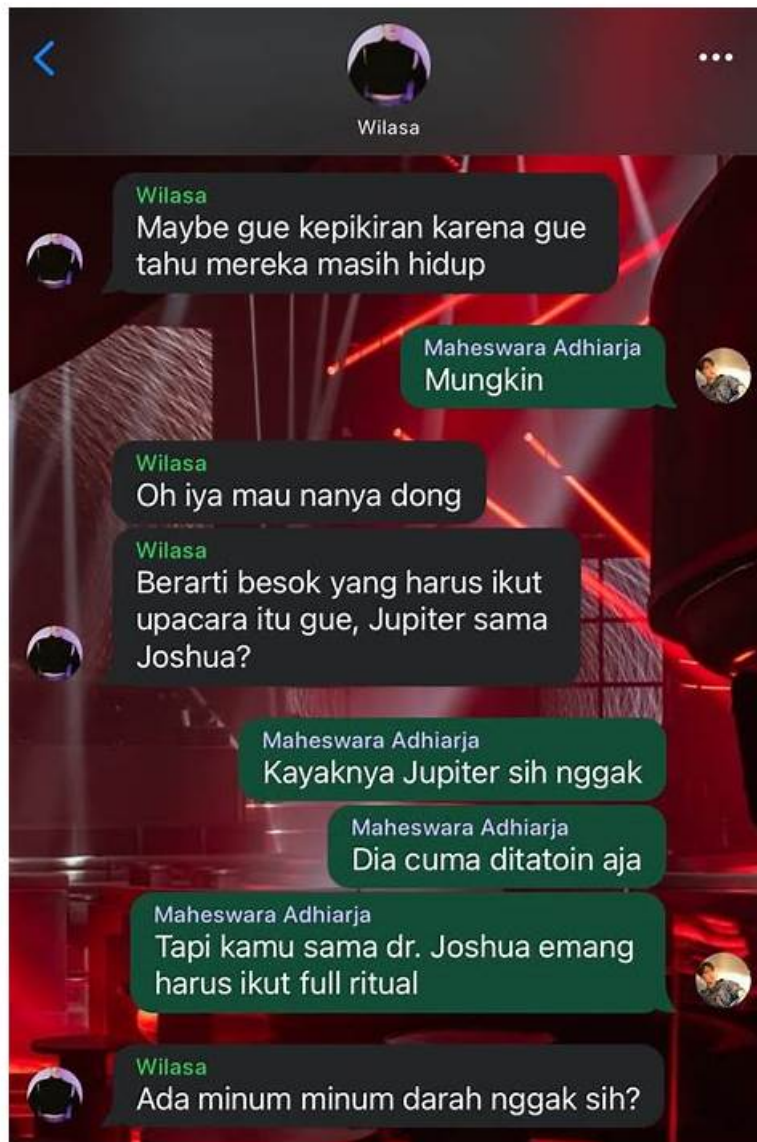 Wilasa
Wilasa
Maybe gue kepikiran karena gue
tahu mereka masih hidup
Maheswara Adhiarja
Mungkin
Wilasa
Oh iya mau nanya dong
Wilasa
Berarti besok yang harus ikut
upacara itu gue, Jupiter sama
Joshua?
Maheswara Adhiarja
Kayaknya Jupiter sih nggak
Maheswara Adhiarja
Dia cuma ditatoin aja
Maheswara Adhiarja
Tapi kamu sama dr. Joshua emang
harus ikut full ritual
Wilasa
Ada minum minum darah nggak sih?